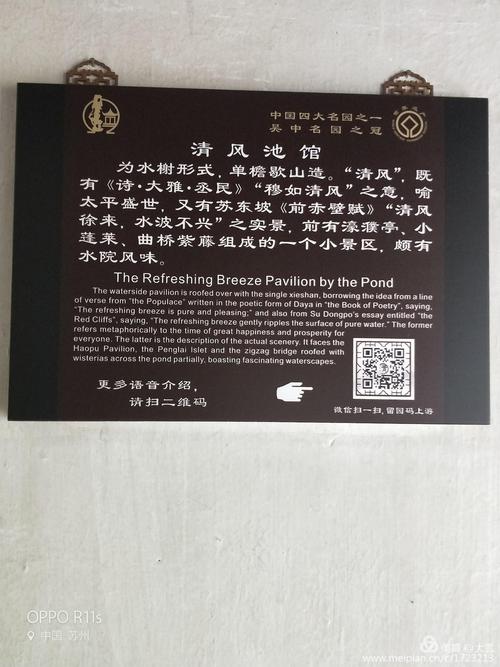 中国四大名园之一
吴中名园之冠
清风池馆
为水榭形式，单檐歇山造。“清风”，既
有《诗·大雅·丞民》“穆如清风”之意，喻
太平盛世，又有苏东坡《前赤壁赋》“清风
徐来，水波不兴”之实景，前有濠濮亭、小
蓬莱、曲桥紫藤组成的一个小景区，颇有
水院风味。
The Refreshing Breeze Pavilion by the Pond
The waterside pavilion is roofed over with the single xieshan, borrowing the idea from a line
of verse from “the Populace” written in the poetic form of Daya in “the Book of Poetry”, saying,
“The refreshing breeze is pure and pleasing;” and also from Su Dongpo's essay entitled “the
Red Cliffs”, saying, “The refreshing breeze gently ripples the surface of pure water.” The former
refers metaphorically to the time of great happiness and prosperity for
everyone. The latter is the description of the actual scenery. It faces the
Haopu Pavilion, the Penglai Islet and the zigzag bridge roofed with
wisterias across the pond partially, boasting fascinating waterscapes.
更多语音介绍，
请扫二维码
微信扫一扫，留园码上游
OPPO R11s
中国·苏州
美篇
www.meipian.cn/c/1723213